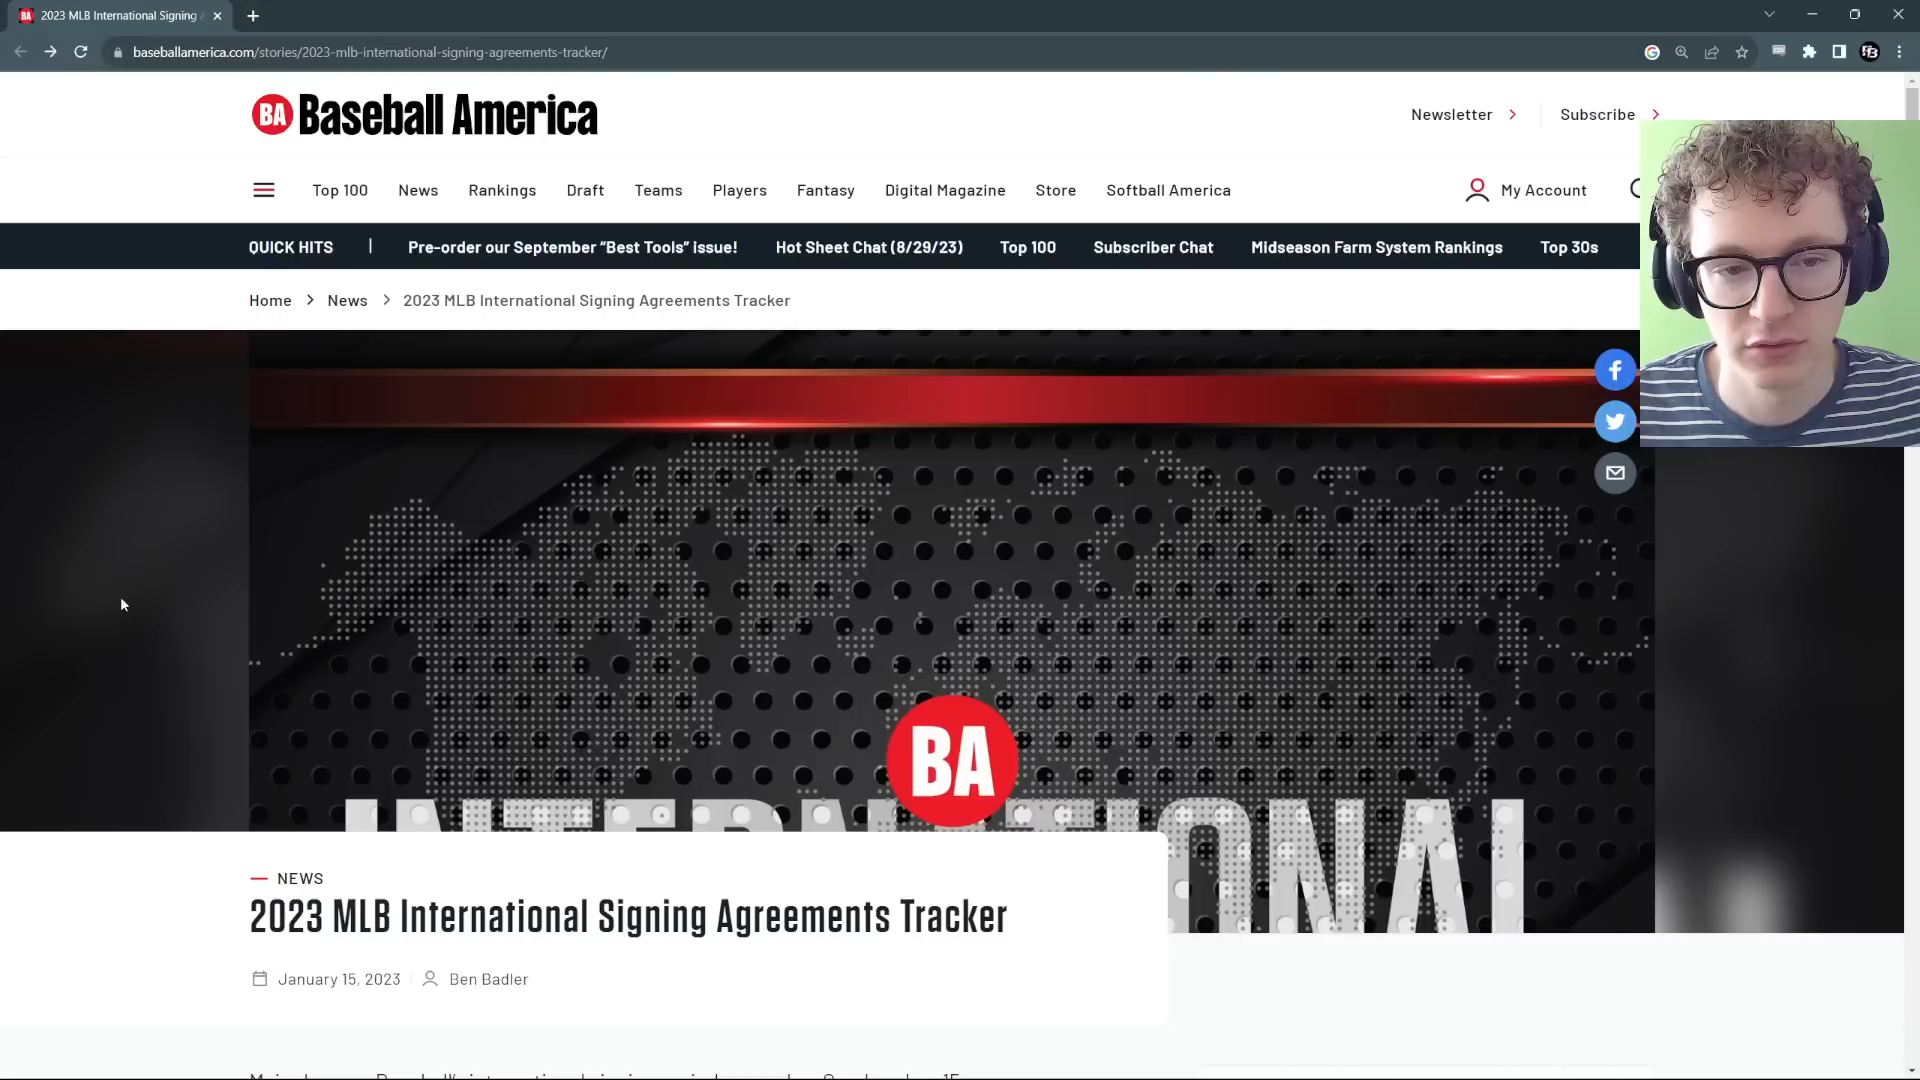 2023 MLB International Signing
baseballamerica.com/stories/2023-mlb-international-signing-agreements-tracker/
BA Baseball America
Newsletter
Subscribe
Top 100
News
Rankings
Draft
Teams
Players
Fantasy
Digital Magazine
Store
Softball America
My Account
QUICK HITS
Pre-order our September "Best Tools" issue!
Hot Sheet Chat (8/29/23)
Top 100
Subscriber Chat
Midseason Farm System Rankings
Top 30s
Home > News > 2023 MLB International Signing Agreements Tracker
BA
INTERNATIONAL
NEWS
2023 MLB International Signing Agreements Tracker
January 15, 2023
Ben Badler